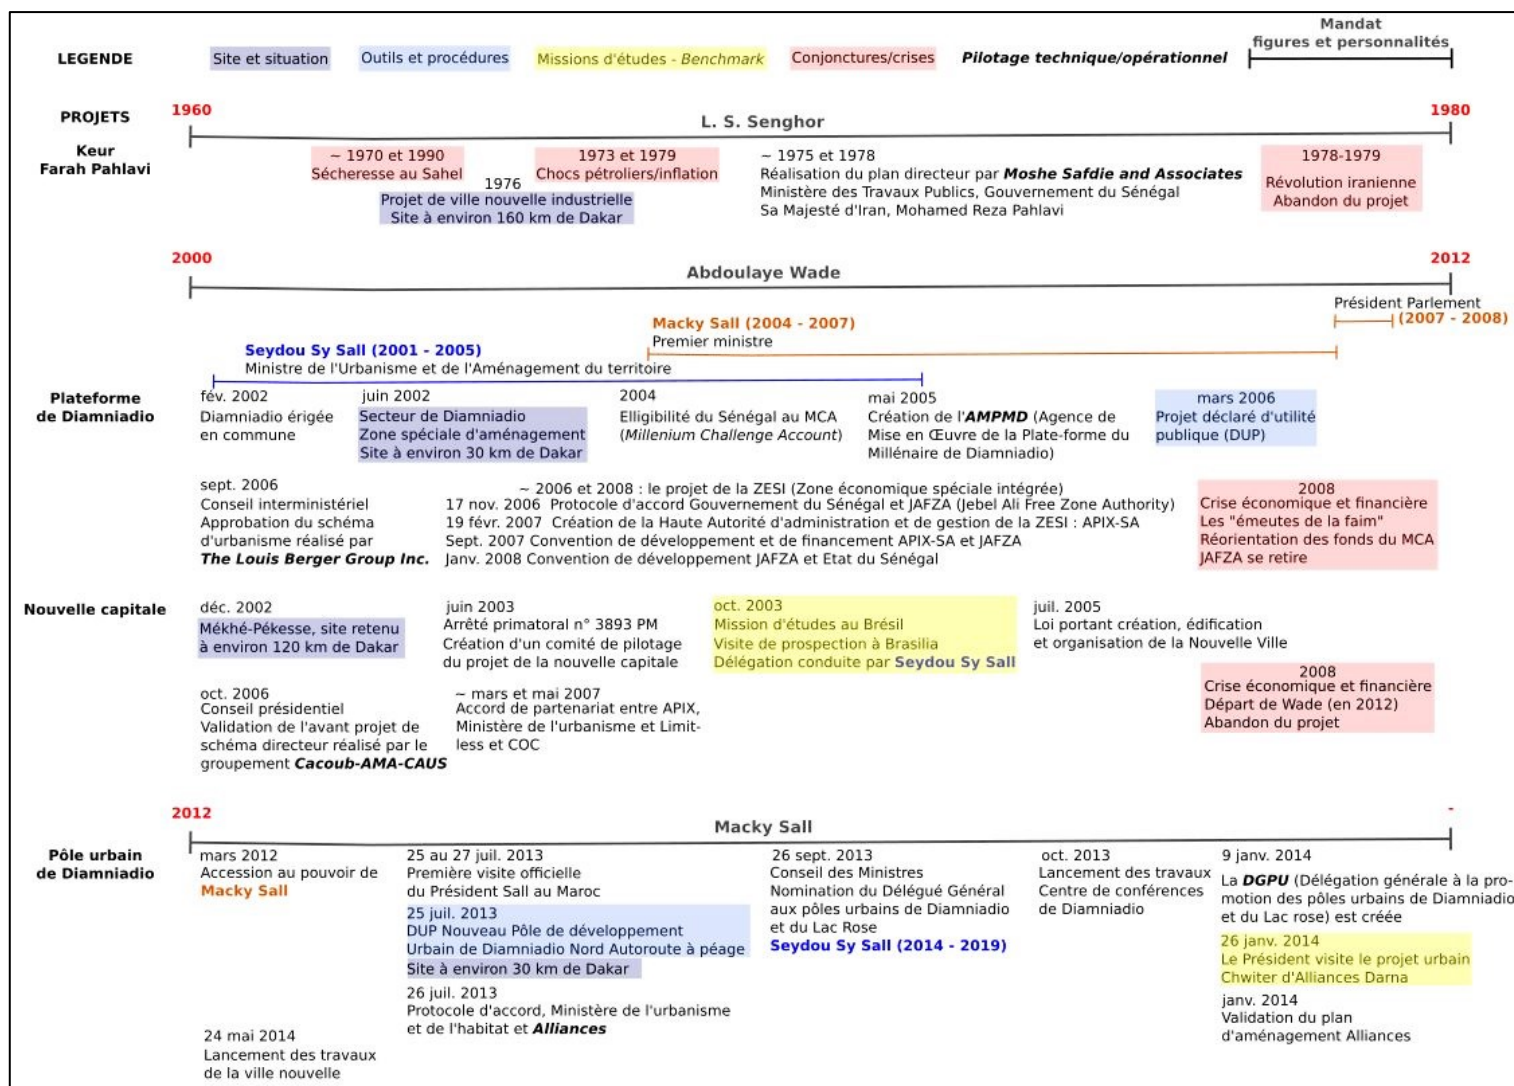 LEGENDE
Site et situation
Outils et procédures
Missions d'études - Benchmark
Conjonctures/crises
Pilotage technique/opérationnel
Mandat
figures et personnalités
PROJETS
1960
L. S. Senghor
1980
Keur
Farah Pahlavi
~ 1970 et 1990
Sécheresse au Sahel
1973 et 1979
Chocs pétroliers/inflation
1976
Projet de ville nouvelle industrielle
Site à environ 160 km de Dakar
~ 1975 et 1978
Réalisation du plan directeur par Moshe Safdie and Associates
Ministère des Travaux Publics, Gouvernement du Sénégal
Sa Majesté d'Iran, Mohamed Reza Pahlavi
1978-1979
Révolution iranienne
Abandon du projet
2000
Abdoulaye Wade
2012
Président Parlement
(2007 - 2008)
Macky Sall (2004 - 2007)
Premier ministre
Seydou Sy Sall (2001 - 2005)
Ministre de l'Urbanisme et de l'Aménagement du territoire
Plateforme
de Diamniadio
fév. 2002
Diamniadio érigée
en commune
juin 2002
Secteur de Diamniadio
Zone spéciale d'aménagement
Site à environ 30 km de Dakar
2004
Elligibilité du Sénégal au MCA
(Millenium Challenge Account)
mai 2005
Création de l'AMPMD (Agence de
Mise en Œuvre de la Plate-forme du
Millénaire de Diamniadio)
mars 2006
Projet déclaré d'utilité
publique (DUP)
sept. 2006
Conseil interministériel
Approbation du schéma
d'urbanisme réalisé par
The Louis Berger Group Inc.
~ 2006 et 2008 : le projet de la ZESI (Zone économique spéciale intégrée)
17 nov. 2006 Protocole d'accord Gouvernement du Sénégal et JAFZA (Jebel Ali Free Zone Authority)
19 févr. 2007 Création de la Haute Autorité d'administration et de gestion de la ZESI : APIX-SA
Sept. 2007 Convention de développement et de financement APIX-SA et JAFZA
Janv. 2008 Convention de développement JAFZA et Etat du Sénégal
2008
Crise économique et financière
Les "émeutes de la faim"
Réorientation des fonds du MCA
JAFZA se retire
Nouvelle capitale
déc. 2002
Mékhé-Pékesse, site retenu
à environ 120 km de Dakar
juin 2003
Arrêté primatoral n° 3893 PM
Création d'un comité de pilotage
du projet de la nouvelle capitale
oct. 2003
Mission d'études au Brésil
Visite de prospection à Brasilia
Délégation conduite par Seydou Sy Sall
juil. 2005
Loi portant création, édification
et organisation de la Nouvelle Ville
oct. 2006
Conseil présidentiel
Validation de l'avant projet de
schéma directeur réalisé par le
groupement Cacoub-AMA-CAUS
~ mars et mai 2007
Accord de partenariat entre APIX,
Ministère de l'urbanisme et Limit-
less et COC
2008
Crise économique et financière
Départ de Wade (en 2012)
Abandon du projet
2012
Macky Sall
-
Pôle urbain
de Diamniadio
mars 2012
Accession au pouvoir de
Macky Sall
25 au 27 juil. 2013
Première visite officielle
du Président Sall au Maroc
25 juil. 2013
DUP Nouveau Pôle de développement
Urbain de Diamniadio Nord Autoroute à péage
Site à environ 30 km de Dakar
26 juil. 2013
Protocole d'accord, Ministère de l'urbanisme
et de l'habitat et Alliances
26 sept. 2013
Conseil des Ministres
Nomination du Délégué Général
aux pôles urbains de Diamniadio
et du Lac Rose
Seydou Sy Sall (2014 - 2019)
oct. 2013
Lancement des travaux
Centre de conférences
de Diamniadio
9 janv. 2014
La DGPU (Délégation générale à la pro-
motion des pôles urbains de Diamniadio
et du Lac rose) est créée
26 janv. 2014
Le Président visite le projet urbain
Chwiter d'Alliances Darna
janv. 2014
Validation du plan
d'aménagement Alliances
24 mai 2014
Lancement des travaux
de la ville nouvelle